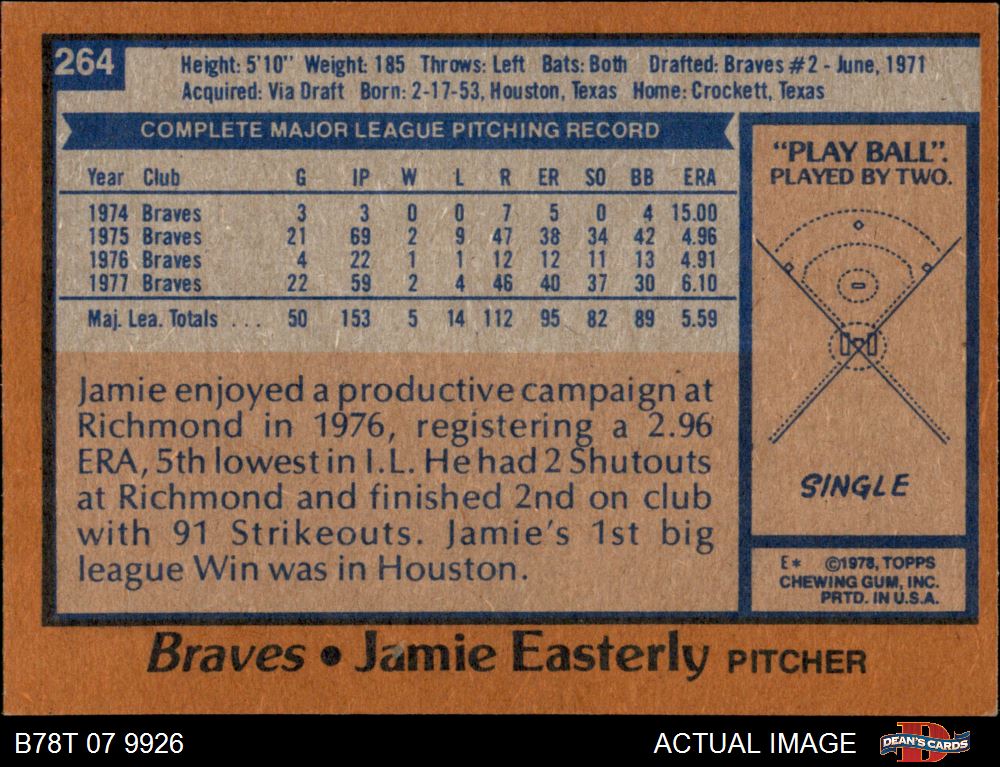 264
Height: 5'10" Weight: 185 Throws: Left Bats: Both Drafted: Braves #2 - June, 1971
Acquired: Via Draft Born: 2-17-53, Houston, Texas Home: Crockett, Texas
COMPLETE MAJOR LEAGUE PITCHING RECORD
Year Club G IP W L R ER SO BB ERA
1974 Braves 3 3 0 0 7 5 0 4 15.00
1975 Braves 21 69 2 9 47 38 34 42 4.96
1976 Braves 4 22 1 1 12 12 11 13 4.91
1977 Braves 22 59 2 4 46 40 37 30 6.10
Maj. Lea. Totals ... 50 153 5 14 112 95 82 89 5.59
Jamie enjoyed a productive campaign at
Richmond in 1976, registering a 2.96
ERA, 5th lowest in I.L. He had 2 Shutouts
at Richmond and finished 2nd on club
with 91 Strikeouts. Jamie's 1st big
league Win was in Houston.
"PLAY BALL".
PLAYED BY TWO.
SINGLE
E* ©1978, TOPPS
CHEWING GUM, INC.
PRTD. IN U.S.A.
Braves • Jamie Easterly PITCHER
B78T 07 9926
ACTUAL IMAGE
D
DEAN'S CARDS